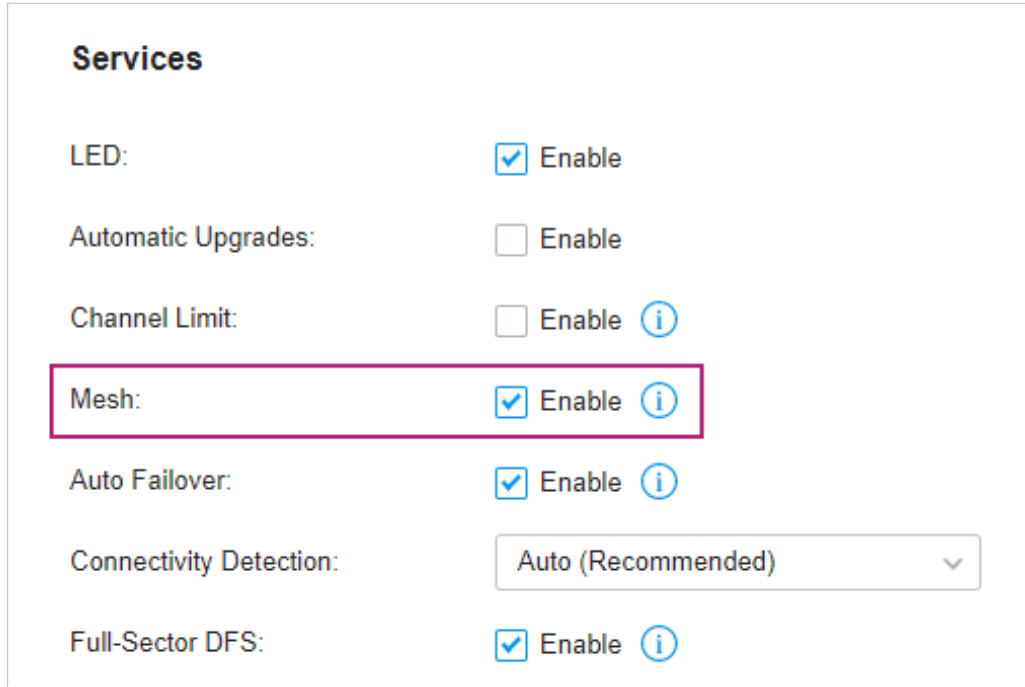 Services
LED: Enable
Automatic Upgrades: Enable
Channel Limit: Enable i
Mesh: Enable i
Auto Failover: Enable i
Connectivity Detection: Auto (Recommended)
Full-Sector DFS: Enable i